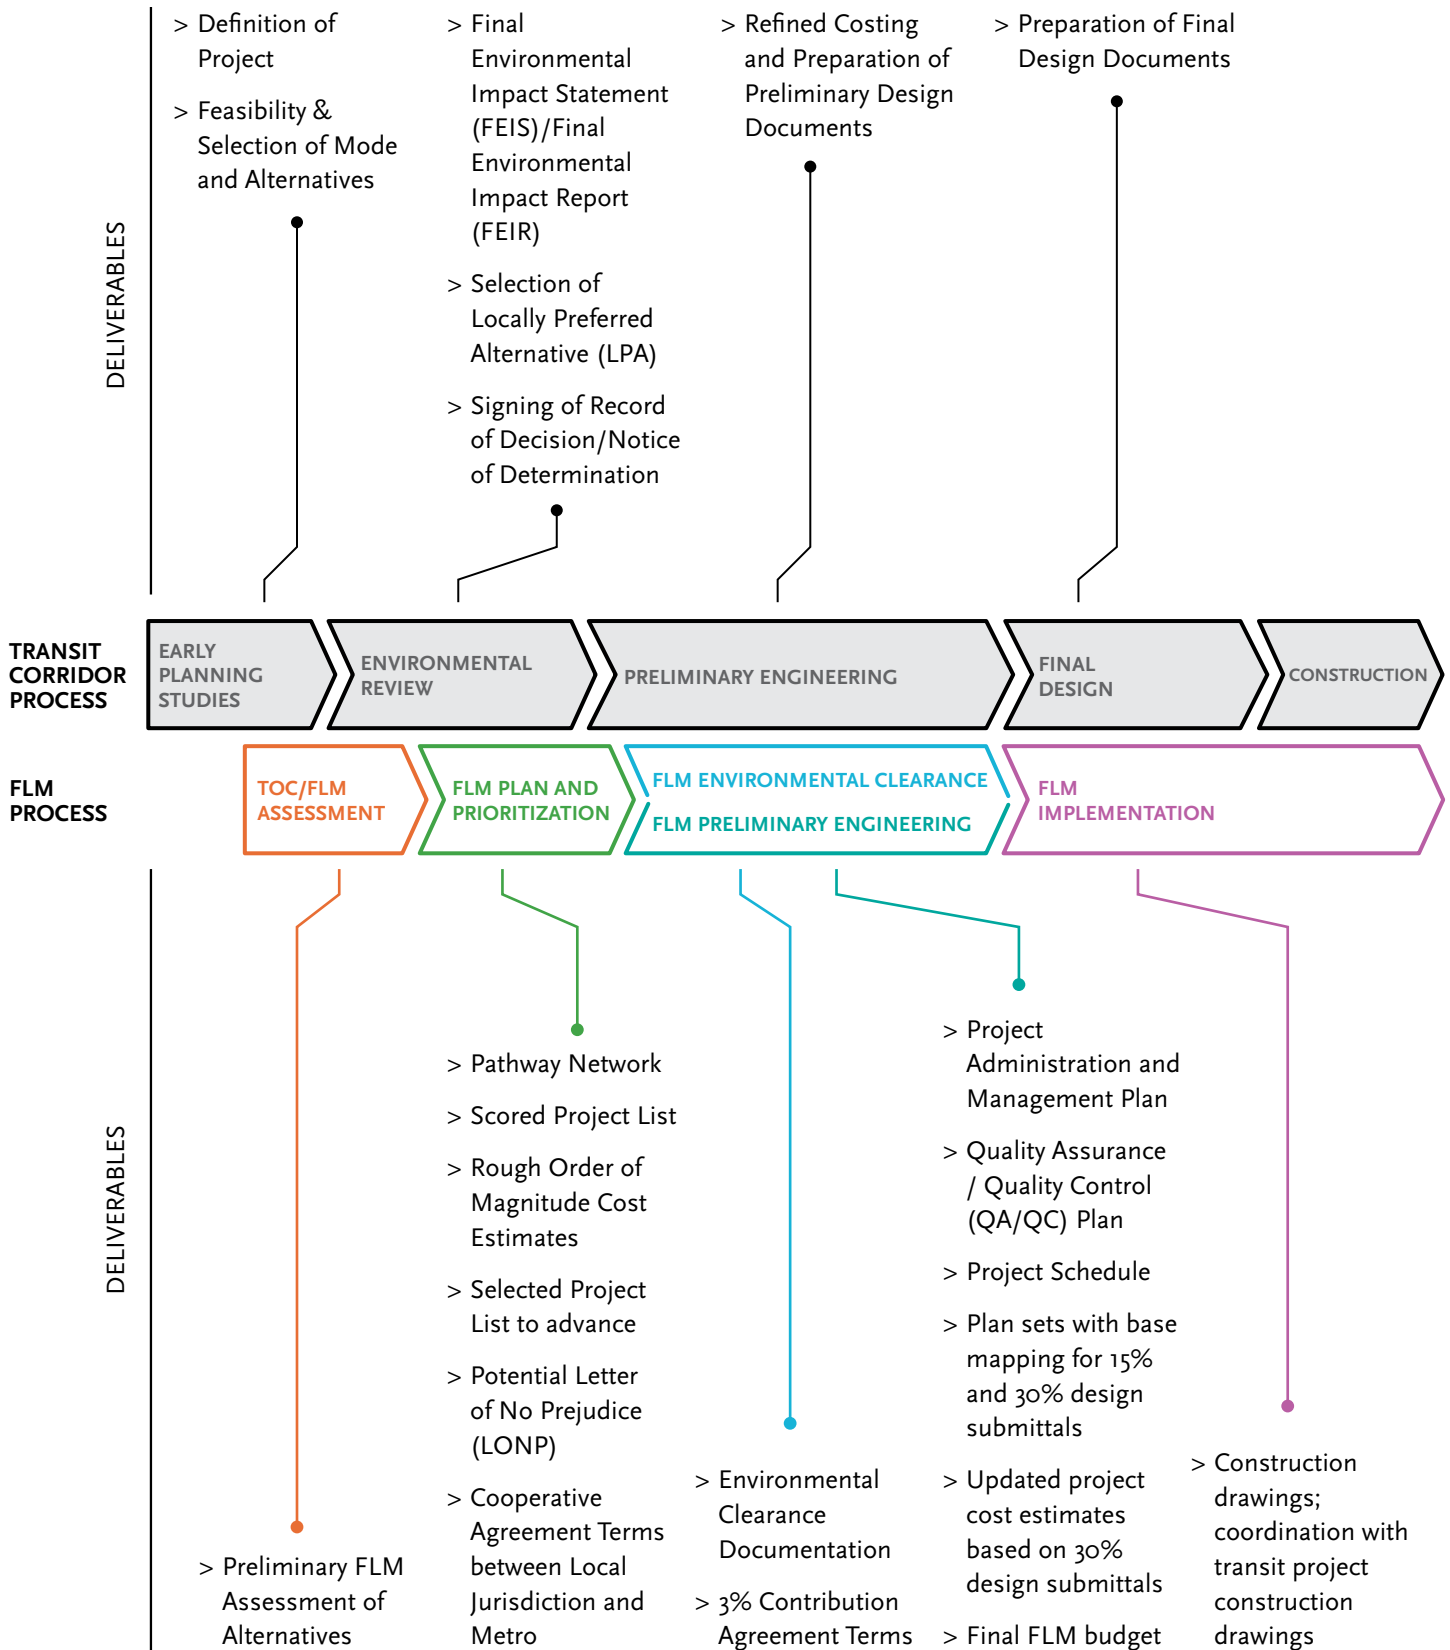 DELIVERABLES
> Definition of
Project
> Feasibility &
Selection of Mode
and Alternatives
> Final
Environmental
Impact Statement
(FEIS)/Final
Environmental
Impact Report
(FEIR)
> Selection of
Locally Preferred
Alternative (LPA)
> Signing of Record
of Decision/Notice
of Determination
> Refined Costing
and Preparation of
Preliminary Design
Documents
> Preparation of Final
Design Documents
TRANSIT
CORRIDOR
PROCESS
EARLY
PLANNING
STUDIES
ENVIRONMENTAL
REVIEW
PRELIMINARY ENGINEERING
FINAL
DESIGN
CONSTRUCTION
FLM
PROCESS
TOC/FLM
ASSESSMENT
FLM PLAN AND
PRIORITIZATION
FLM ENVIRONMENTAL CLEARANCE
FLM PRELIMINARY ENGINEERING
FLM
IMPLEMENTATION
DELIVERABLES
> Preliminary FLM
Assessment of
Alternatives
> Pathway Network
> Scored Project List
> Rough Order of
Magnitude Cost
Estimates
> Selected Project
List to advance
> Potential Letter
of No Prejudice
(LONP)
> Cooperative
Agreement Terms
between Local
Jurisdiction and
Metro
> Environmental
Clearance
Documentation
> 3% Contribution
Agreement Terms
> Project
Administration and
Management Plan
> Quality Assurance
/ Quality Control
(QA/QC) Plan
> Project Schedule
> Plan sets with base
mapping for 15%
and 30% design
submittals
> Updated project
cost estimates
based on 30%
design submittals
> Final FLM budget
> Construction
drawings;
coordination with
transit project
construction
drawings